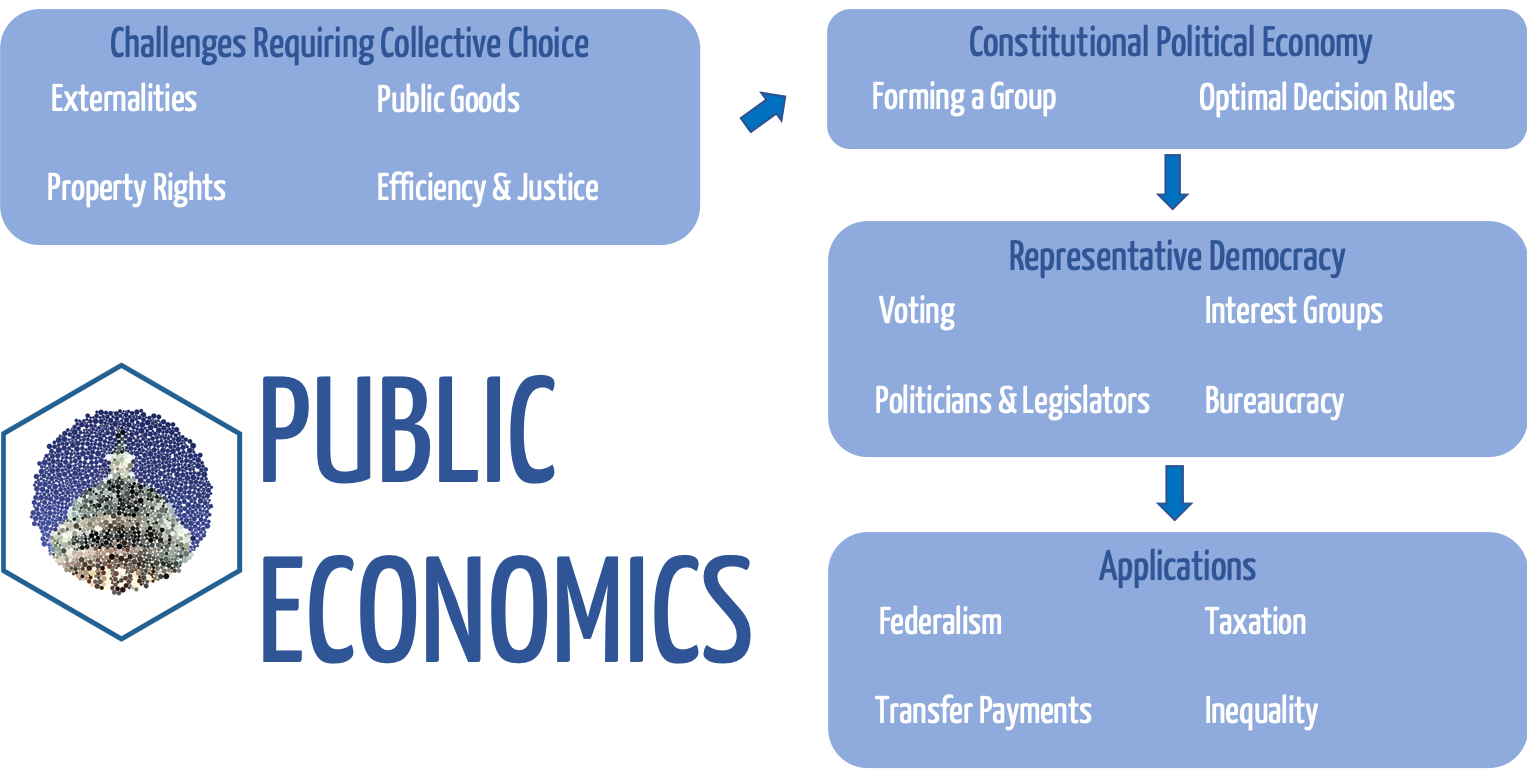 Challenges Requiring Collective Choice
Externalities
Public Goods
Property Rights
Efficiency & Justice
Constitutional Political Economy
Forming a Group
Optimal Decision Rules
Representative Democracy
Voting
Interest Groups
Politicians & Legislators
Bureaucracy
Applications
Federalism
Taxation
Transfer Payments
Inequality
PUBLIC
ECONOMICS